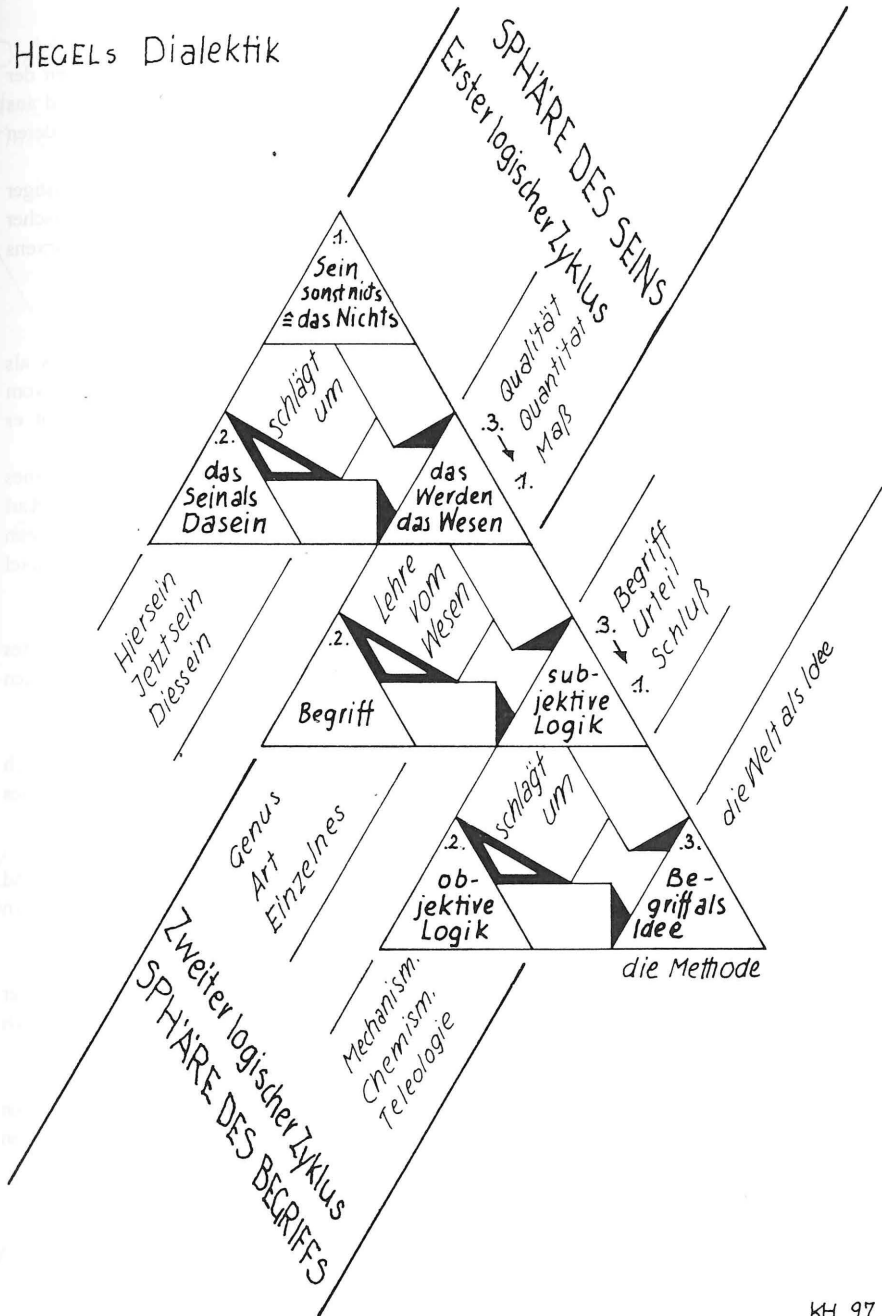 HEGELs Dialektik
SPHÄRE DES SEINS
Erster logischer Zyklus
Qualität
Quantität
.3. Maß
.1.
.1.
Sein
sonst nicts
≙ das Nichts
schlägt
um
.2.
das
Sein als
Dasein
das
Werden
das Wesen
Hiersein
Jetztsein
Diessein
Lehre
vom
Wesen
.2.
Begriff
sub-
jektive
Logik
Begriff
Urteil
.3. Schluß
.1.
Genus
Art
Einzelnes
schlägt
um
.2.
ob-
jektive
Logik
.3.
Be-
griff als
Idee
die Welt als Idee
die Methode
Mechanism.
Chemism.
Teleologie
Zweiter logischer Zyklus
SPHÄRE DES BEGRIFFS
KH 97